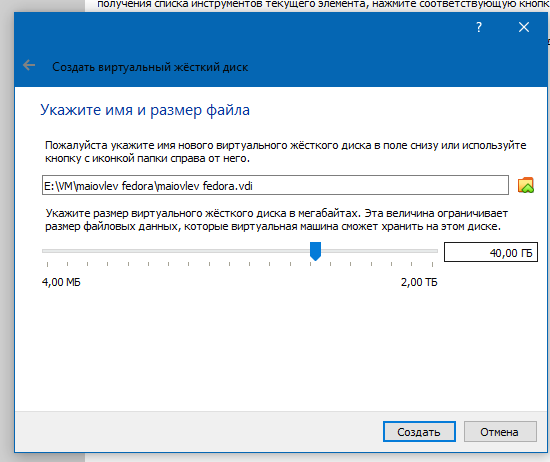 получения списка инструментов текущего элемента, нажмите соответствующую кнопк
?
Создать виртуальный жёсткий диск
Укажите имя и размер файла
Пожалуйста укажите имя нового виртуального жёсткого диска в поле снизу или используйте
кнопку с иконкой папки справа от него.
E:\VM\maiovlev fedora\maiovlev fedora.vdi
Укажите размер виртуального жёсткого диска в мегабайтах. Эта величина ограничивает
размер файловых данных, которые виртуальная машина сможет хранить на этом диске.
40,00 ГБ
4,00 МБ 2,00 ТБ
Создать Отмена